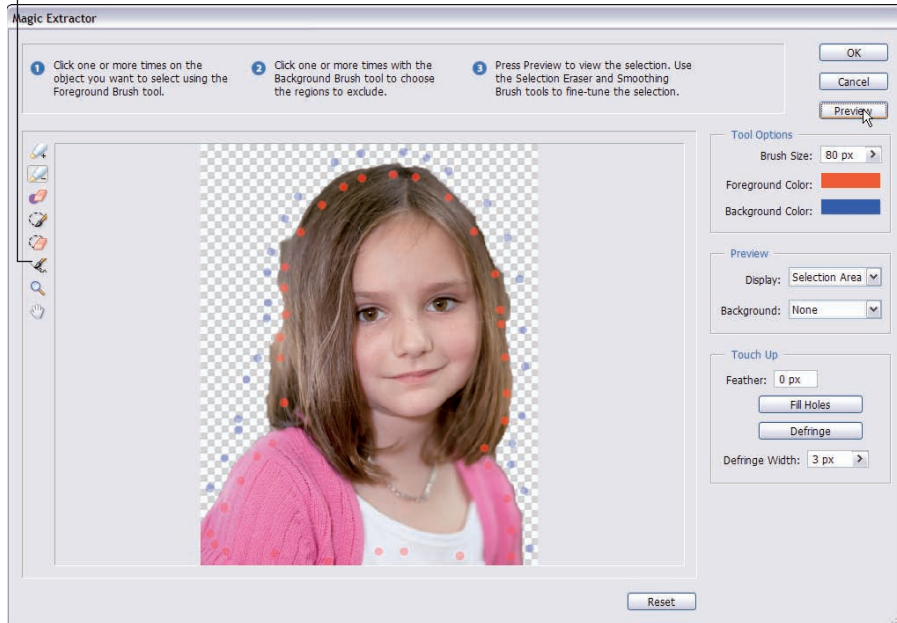 Magic Extractor
1 Click one or more times on the
object you want to select using the
Foreground Brush tool.
2 Click one or more times with the
Background Brush tool to choose
the regions to exclude.
3 Press Preview to view the selection. Use
the Selection Eraser and Smoothing
Brush tools to fine-tune the selection.
OK
Cancel
Preview
Tool Options
Brush Size: 80 px
Foreground Color:
Background Color:
Preview
Display: Selection Area
Background: None
Touch Up
Feather: 0 px
Fill Holes
Defringe
Defringe Width: 3 px
Reset